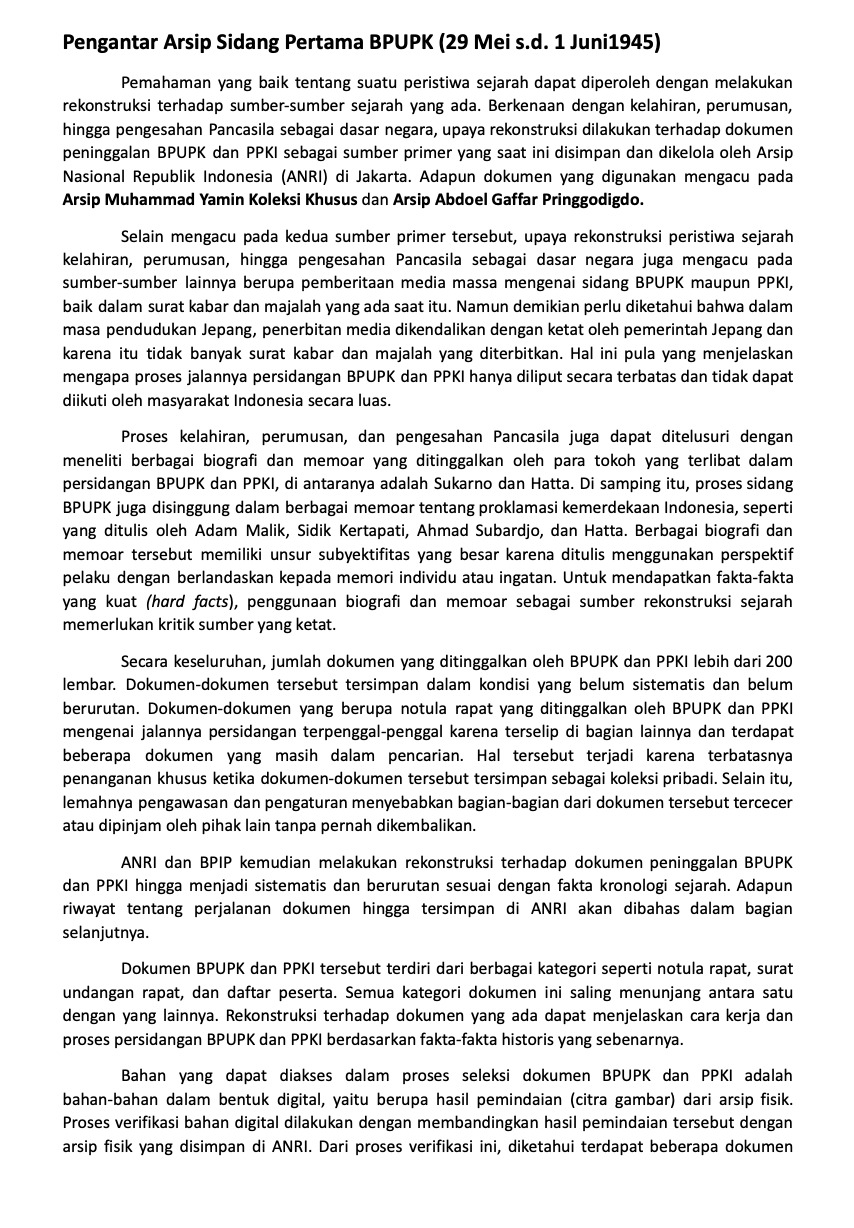 Pengantar Arsip Sidang Pertama BPUPK (29 Mei s.d. 1 Juni1945)
Pemahaman yang baik tentang suatu peristiwa sejarah dapat diperoleh dengan melakukan
rekonstruksi terhadap sumber-sumber sejarah yang ada. Berkenaan dengan kelahiran, perumusan,
hingga pengesahan Pancasila sebagai dasar negara, upaya rekonstruksi dilakukan terhadap dokumen
peninggalan BPUPK dan PPKI sebagai sumber primer yang saat ini disimpan dan dikelola oleh Arsip
Nasional Republik Indonesia (ANRI) di Jakarta. Adapun dokumen yang digunakan mengacu pada
Arsip Muhammad Yamin Koleksi Khusus dan Arsip Abdoel Gaffar Pringgodigdo.
Selain mengacu pada kedua sumber primer tersebut, upaya rekonstruksi peristiwa sejarah
kelahiran, perumusan, hingga pengesahan Pancasila sebagai dasar negara juga mengacu pada
sumber-sumber lainnya berupa pemberitaan media massa mengenai sidang BPUPK maupun PPKI,
baik dalam surat kabar dan majalah yang ada saat itu. Namun demikian perlu diketahui bahwa dalam
masa pendudukan Jepang, penerbitan media dikendalikan dengan ketat oleh pemerintah Jepang dan
karena itu tidak banyak surat kabar dan majalah yang diterbitkan. Hal ini pula yang menjelaskan
mengapa proses jalannya persidangan BPUPK dan PPKI hanya diliput secara terbatas dan tidak dapat
diikuti oleh masyarakat Indonesia secara luas.
Proses kelahiran, perumusan, dan pengesahan Pancasila juga dapat ditelusuri dengan
meneliti berbagai biografi dan memoar yang ditinggalkan oleh para tokoh yang terlibat dalam
persidangan BPUPK dan PPKI, di antaranya adalah Sukarno dan Hatta. Di samping itu, proses sidang
BPUPK juga disinggung dalam berbagai memoar tentang proklamasi kemerdekaan Indonesia, seperti
yang ditulis oleh Adam Malik, Sidik Kertapati, Ahmad Subardjo, dan Hatta. Berbagai biografi dan
memoar tersebut memiliki unsur subyektifitas yang besar karena ditulis menggunakan perspektif
pelaku dengan berlandaskan kepada memori individu atau ingatan. Untuk mendapatkan fakta-fakta
yang kuat (hard facts), penggunaan biografi dan memoar sebagai sumber rekonstruksi sejarah
memerlukan kritik sumber yang ketat.
Secara keseluruhan, jumlah dokumen yang ditinggalkan oleh BPUPK dan PPKI lebih dari 200
lembar. Dokumen-dokumen tersebut tersimpan dalam kondisi yang belum sistematis dan belum
berurutan. Dokumen-dokumen yang berupa notula rapat yang ditinggalkan oleh BPUPK dan PPKI
mengenai jalannya persidangan terpenggal-penggal karena terselip di bagian lainnya dan terdapat
beberapa dokumen yang masih dalam pencarian. Hal tersebut terjadi karena terbatasnya
penanganan khusus ketika dokumen-dokumen tersebut tersimpan sebagai koleksi pribadi. Selain itu,
lemahnya pengawasan dan pengaturan menyebabkan bagian-bagian dari dokumen tersebut tercecer
atau dipinjam oleh pihak lain tanpa pernah dikembalikan.
ANRI dan BPIP kemudian melakukan rekonstruksi terhadap dokumen peninggalan BPUPK
dan PPKI hingga menjadi sistematis dan berurutan sesuai dengan fakta kronologi sejarah. Adapun
riwayat tentang perjalanan dokumen hingga tersimpan di ANRI akan dibahas dalam bagian
selanjutnya.
Dokumen BPUPK dan PPKI tersebut terdiri dari berbagai kategori seperti notula rapat, surat
undangan rapat, dan daftar peserta. Semua kategori dokumen ini saling menunjang antara satu
dengan yang lainnya. Rekonstruksi terhadap dokumen yang ada dapat menjelaskan cara kerja dan
proses persidangan BPUPK dan PPKI berdasarkan fakta-fakta historis yang sebenarnya.
Bahan yang dapat diakses dalam proses seleksi dokumen BPUPK dan PPKI adalah
bahan-bahan dalam bentuk digital, yaitu berupa hasil pemindaian (citra gambar) dari arsip fisik.
Proses verifikasi bahan digital dilakukan dengan membandingkan hasil pemindaian tersebut dengan
arsip fisik yang disimpan di ANRI. Dari proses verifikasi ini, diketahui terdapat beberapa dokumen